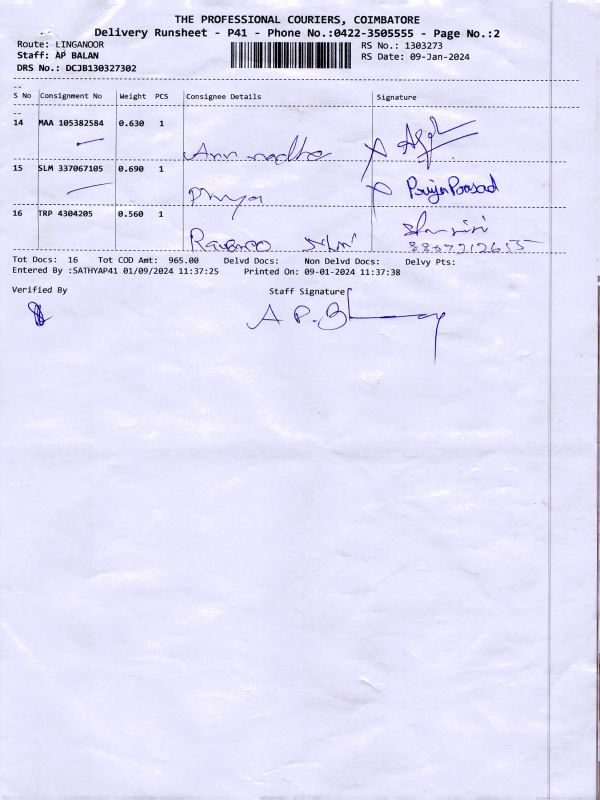 THE PROFESSIONAL COURIERS, COIMBATORE
Delivery Runsheet - P41 - Phone No.:0422-3505555 - Page No.:2
Route: LINGANOOR RS No.: 1303273
Staff: AP BALAN RS Date: 09-Jan-2024
DRS No.: DCJB130327302
S No Consignment No Weight PCS Consignee Details Signature
14 MAA 105382584 0.630 1
15 SLM 337067105 0.690 1
Priya Priya Prasad
16 TRP 4304205 0.560 1
Tot Docs: 16 Tot COD Amt: 965.00 Delvd Docs: Non Delvd Docs: Delvy Pts:
Entered By :SATHYAP41 01/09/2024 11:37:25 Printed On: 09-01-2024 11:37:38
Verified By Staff Signature
A P. B